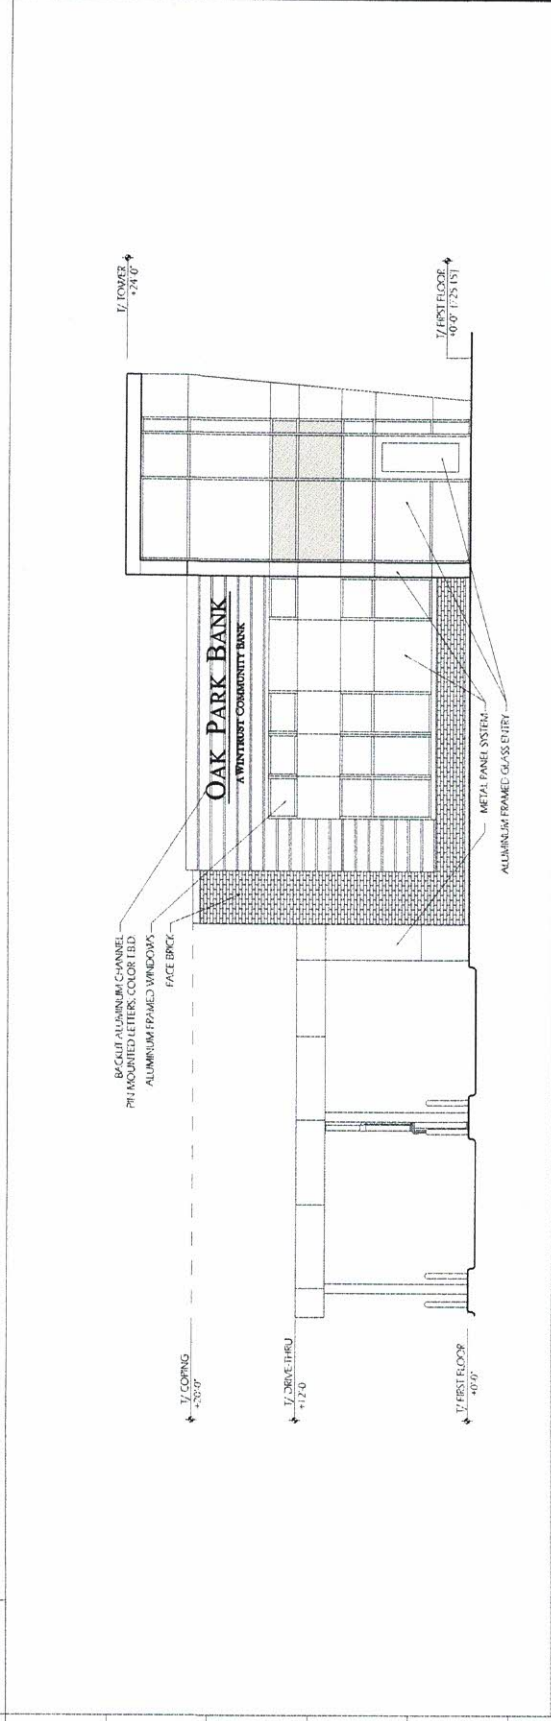 T/ TOWER
+24'-0"
T/ FIRST FLOOR
+0'-0" [725.15']
OAK PARK BANK
A WINTRUST COMMUNITY BANK
BACKLIT ALUMINUM CHANNEL
PIN MOUNTED LETTERS, COLOR T.B.D.
ALUMINUM FRAMED WINDOWS
FACE BRICK
METAL PANEL SYSTEM
ALUMINUM FRAMED GLASS ENTRY
T/ COPING
+20'-0"
T/ DRIVE-THRU
+12'-0
T/ FIRST FLOOR
+0'-0"